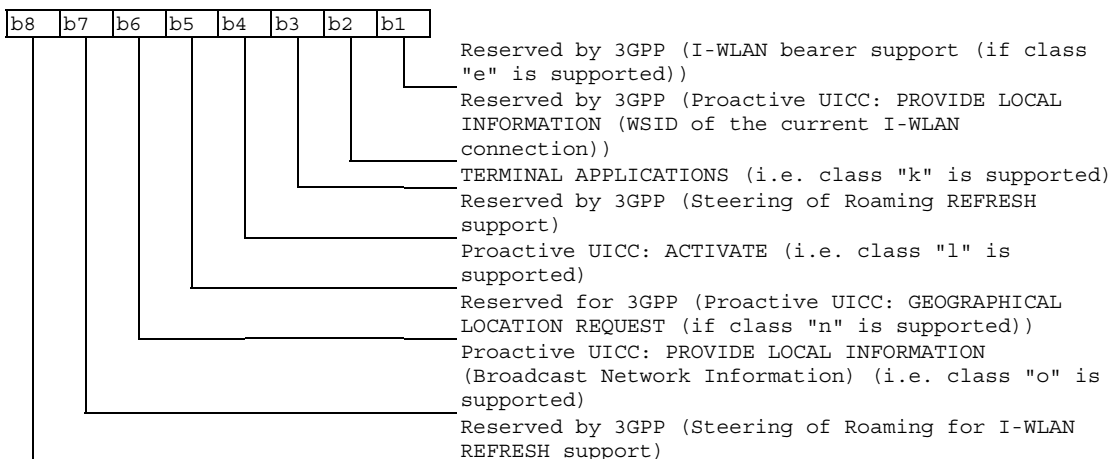 b8 b7 b6 b5 b4 b3 b2 b1
Reserved by 3GPP (I-WLAN bearer support (if class
"e" is supported))
Reserved by 3GPP (Proactive UICC: PROVIDE LOCAL
INFORMATION (WSID of the current I-WLAN
connection))
TERMINAL APPLICATIONS (i.e. class "k" is supported)
Reserved by 3GPP (Steering of Roaming REFRESH
support)
Proactive UICC: ACTIVATE (i.e. class "l" is
supported)
Reserved for 3GPP (Proactive UICC: GEOGRAPHICAL
LOCATION REQUEST (if class "n" is supported))
Proactive UICC: PROVIDE LOCAL INFORMATION
(Broadcast Network Information) (i.e. class "o" is
supported)
Reserved by 3GPP (Steering of Roaming for I-WLAN
REFRESH support)